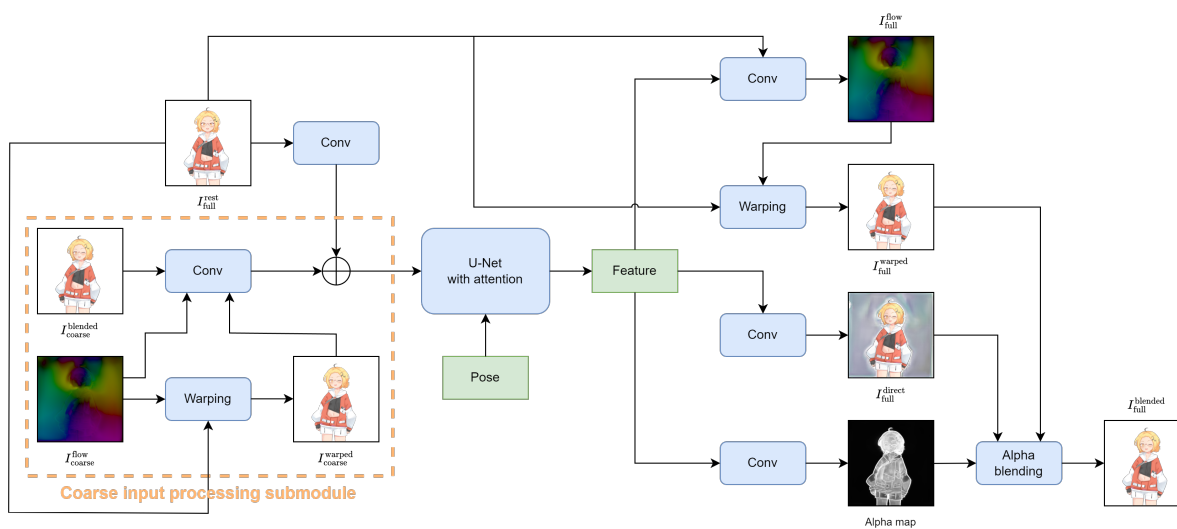 I_full^flow
Conv
Conv
I_full^rest
Warping
I_full^warped
Conv
U-Net
with attention
Feature
I_coarse^blended
Conv
Pose
I_full^direct
Warping
I_full^blended
I_coarse^flow
I_coarse^warped
Conv
Alpha
blending
Coarse input processing submodule
Alpha map